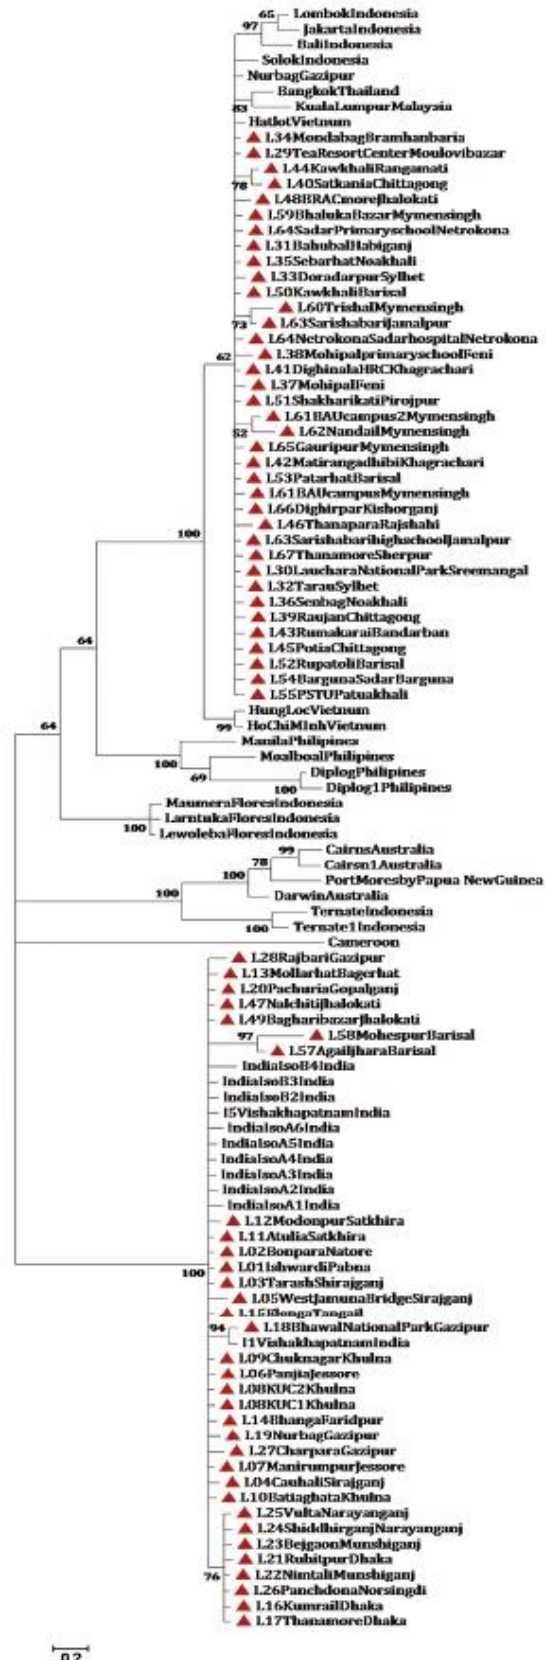 65 LombokIndonesia
97 JakartaIndonesia
BaliIndonesia
SolokIndonesia
NurbagGazipur
BangkokThailand
83 KualaLumpurMalaysia
HatlotVietnum
L34MondabagBramhanbaria
L29TeaResortCenterMoulovibazar
L44KawkhaliRangamati
78 L40SatkaniaChittagong
L48BRACmoreJhalokati
L59BhalukaBazarMymensingh
L64SadarPrimaryschoolNetrokona
L31BahubalHabiganj
L35SebarhatNoakhali
L33DoradarpurSylhet
L50KawkhaliBarisal
L60TrishalMymensingh
73 L63SarishabariJamalpur
L64NetrokonaSadarhospitalNetrokona
62 L38MohipalprimaryschoolFeni
L41DighinalaHRCKhagrachari
L37MohipalFeni
L51ShakharikatiPirojpur
L61BAUcampus2Mymensingh
52 L62NandailMymensingh
L65GauripurMymensingh
L42MatirangadhibiKhagrachari
L53PatarhatBarisal
L61BAUcampusMymensingh
L66DighirparKishorganj
L46ThanaparaRajshahi
100 L63SarishabarihighschoolJamalpur
L67ThanamoreSherpur
L30LaucharaNationalParkSreemangal
L32TarauSylhet
L36SenbagNoakhali
L39RaujanChittagong
L43RumakaraiBandarban
64 L45PotiaChittagong
L52RupatoliBarisal
L54BargunaSadarBarguna
L55PSTUPatuakhali
HungLocVietnum
64 99 HoChiMInhVietnum
ManilaPhilipines
100 MoalboalPhilipines
69 DiplogPhilipines
100 Diplog1Philipines
MaumeraFloresIndonesia
LarntukaFloresIndonesia
100 LewolebaFloresIndonesia
99 CairnsAustralia
78 Cairsn1Australia
100 PortMoresbyPapua NewGuinea
100 DarwinAustralia
TernateIndonesia
100 Ternate1Indonesia
Cameroon
L28RajbariGazipur
L13MollarhatBagerhat
L20PachuriaGopalganj
L47NalchitiJhalokati
L49BagharibazarJhalokati
97 L58MohespurBarisal
L57AgailjharaBarisal
IndiaIsoB4India
IndiaIsoB3India
IndiaIsoB2India
I5VishakhapatnamIndia
IndiaIsoA6India
IndiaIsoA5India
IndiaIsoA4India
IndiaIsoA3India
IndiaIsoA2India
IndiaIsoA1India
L12ModonpurSatkhira
L11AtuliaSatkhira
L02BonparaNatore
L01IshwardiPabna
100 L03TarashShirajganj
L05WestJamunaBridgeSirajganj
L15ElengaTangail
94 L18BhawalNationalParkGazipur
I1VishakhapatnamIndia
L09ChuknagarKhulna
L06PanjiaJessore
L08KUC2Khulna
L08KUC1Khulna
L14BhangaFaridpur
L19NurbagGazipur
L27CharparaGazipur
L07ManirumpurJessore
L04CauhaliSirajganj
L10BatiaghataKhulna
L25VultaNarayanganj
L24ShiddhirganjNarayanganj
L23BejgaonMunshiganj
L21RuhitpurDhaka
76 L22NimtaliMunshiganj
L26PanchdonaNorsingdi
L16KumrailDhaka
L17ThanamoreDhaka
0.2